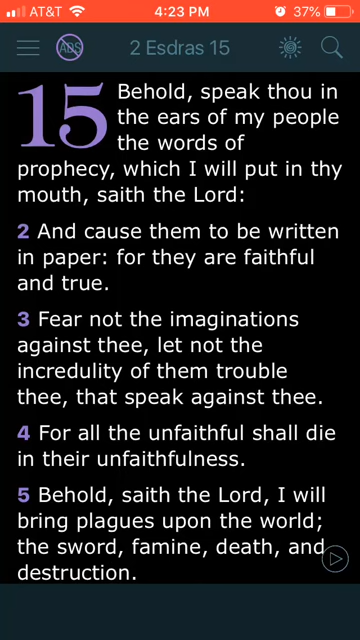 AT&T 4:23 PM 37%
ADS 2 Esdras 15
15 Behold, speak thou in
the ears of my people
the words of
prophecy, which I will put in thy
mouth, saith the Lord:
2 And cause them to be written
in paper: for they are faithful
and true.
3 Fear not the imaginations
against thee, let not the
incredulity of them trouble
thee, that speak against thee.
4 For all the unfaithful shall die
in their unfaithfulness.
5 Behold, saith the Lord, I will
bring plagues upon the world;
the sword, famine, death, and
destruction.